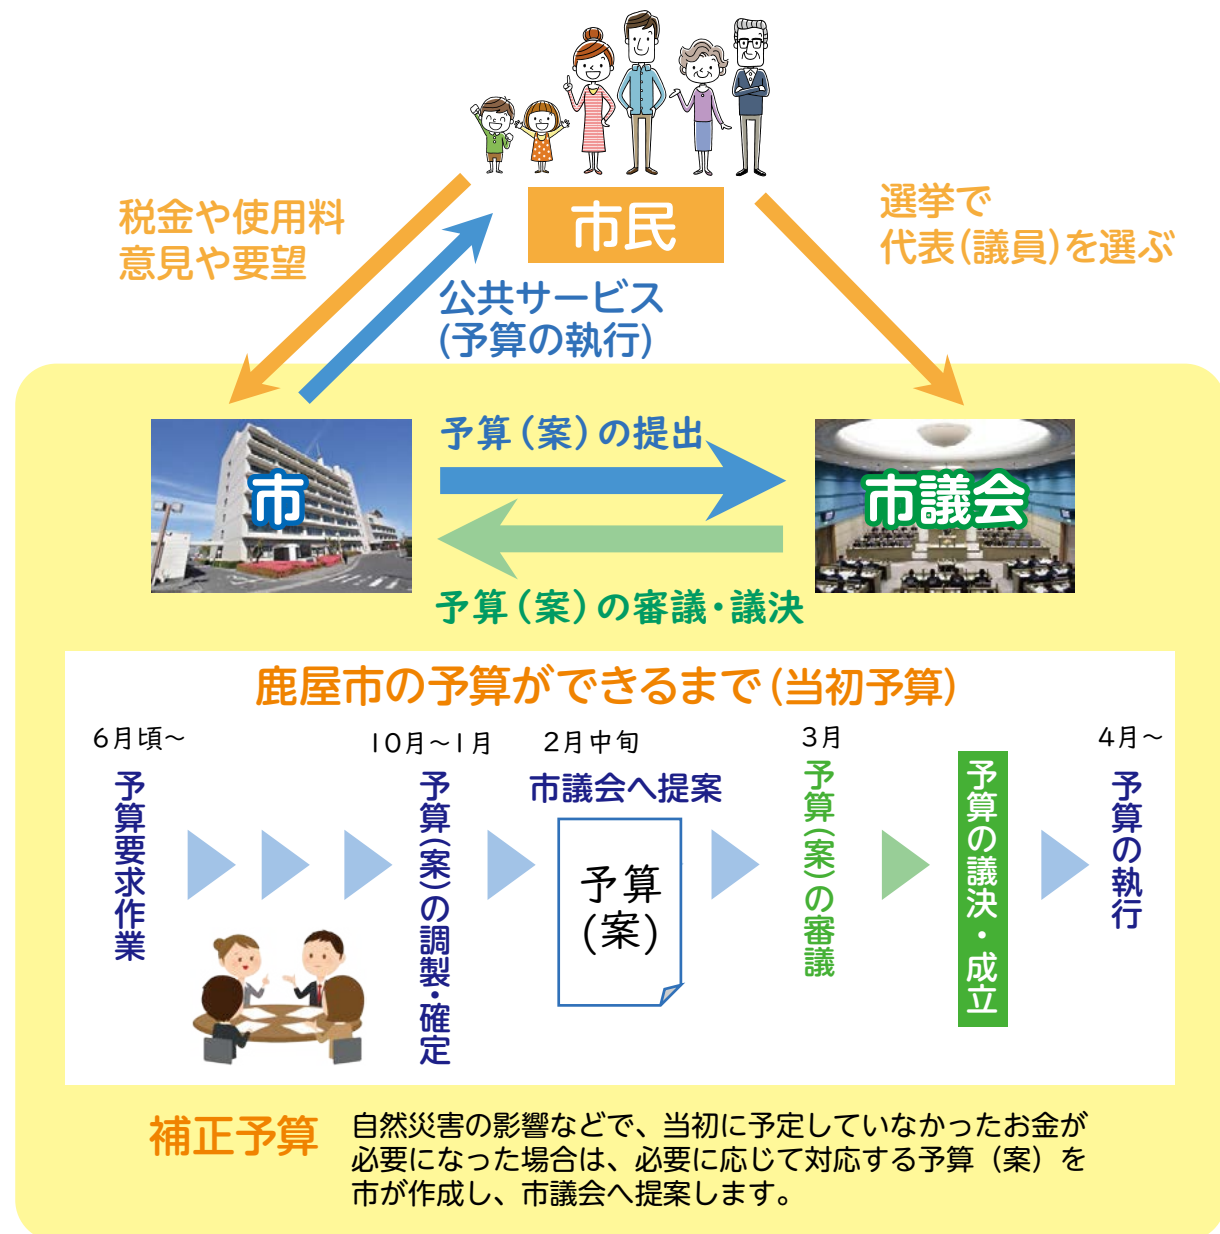 税金や使用料
意見や要望
市民
選挙で
代表(議員)を選ぶ
公共サービス
(予算の執行)
予算(案)の提出
市
市議会
予算(案)の審議・議決
鹿屋市の予算ができるまで(当初予算)
6月頃～
予算要求作業
10月～1月
予算(案)の調製・確定
2月中旬
市議会へ提案
予算
(案)
3月
予算(案)の審議
予算の議決・成立
4月～
予算の執行
補正予算
自然災害の影響などで、当初に予定していなかったお金が
必要になった場合は、必要に応じて対応する予算（案）を
市が作成し、市議会へ提案します。